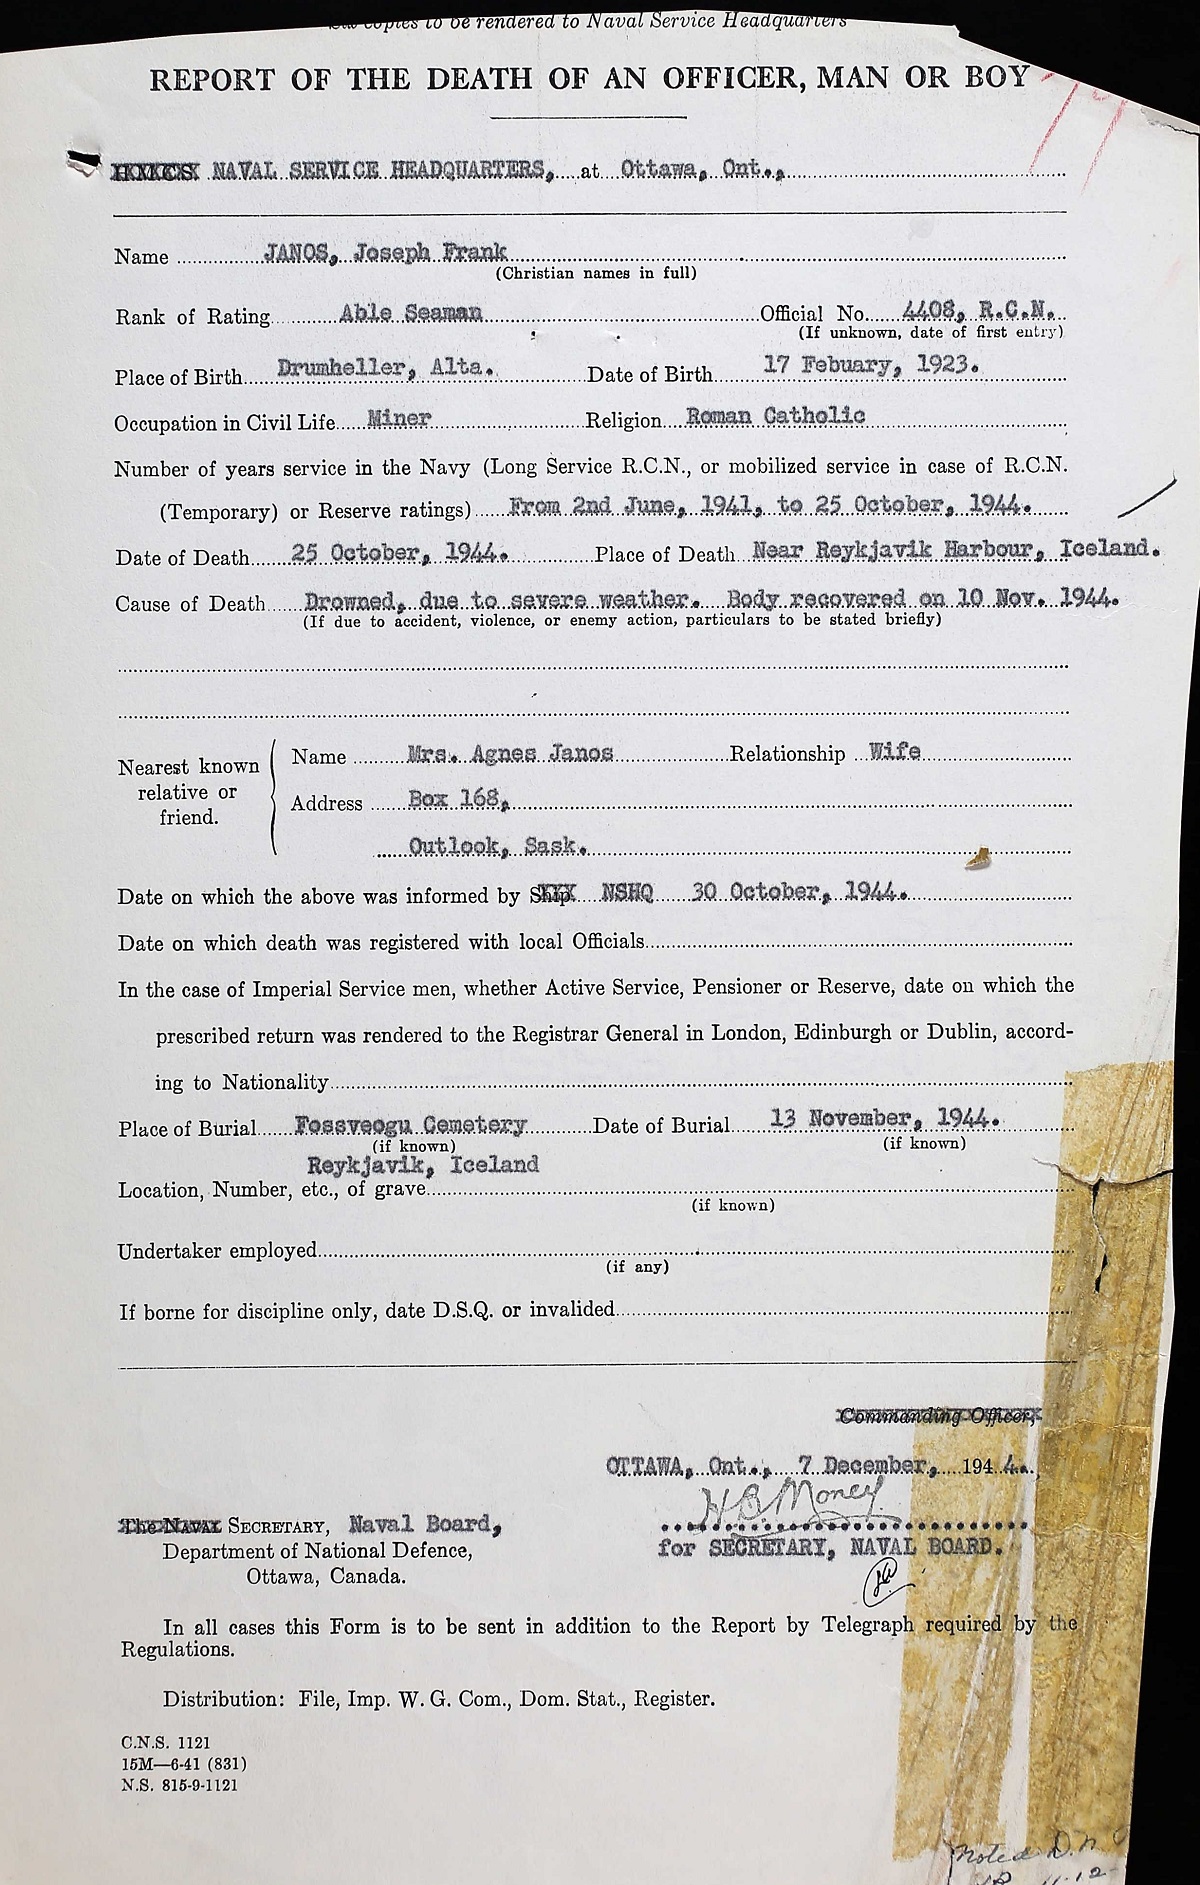 copies to be rendered to Naval Service Headquarters
REPORT OF THE DEATH OF AN OFFICER, MAN OR BOY
H.M.C.S. NAVAL SERVICE HEADQUARTERS, at Ottawa, Ont.,
Name JANOS, Joseph Frank
(Christian names in full)
Rank of Rating Able Seaman Official No. 4408, R.C.N.
(If unknown, date of first entry)
Place of Birth Drumheller, Alta. Date of Birth 17 Febuary, 1923.
Occupation in Civil Life Miner Religion Roman Catholic
Number of years service in the Navy (Long Service R.C.N., or mobilized service in case of R.C.N.
(Temporary) or Reserve ratings) From 2nd June, 1941, to 25 October, 1944.
Date of Death 25 October, 1944. Place of Death Near Reykjavik Harbour, Iceland.
Cause of Death Drowned, due to severe weather. Body recovered on 10 Nov. 1944.
(If due to accident, violence, or enemy action, particulars to be stated briefly)
Nearest known relative or friend.
Name Mrs. Agnes Janos Relationship Wife
Address Box 168,
Outlook, Sask.
Date on which the above was informed by Ship NSHQ 30 October, 1944.
Date on which death was registered with local Officials
In the case of Imperial Service men, whether Active Service, Pensioner or Reserve, date on which the
prescribed return was rendered to the Registrar General in London, Edinburgh or Dublin, accord-
ing to Nationality
Place of Burial Fossveogu Cemetery Date of Burial 13 November, 1944.
(if known) (if known)
Reykjavik, Iceland
Location, Number, etc., of grave
(if known)
Undertaker employed
(if any)
If borne for discipline only, date D.S.Q. or invalided
Commanding Officer,
OTTAWA, Ont., 7 December, 1944.
H.B. Money
The Naval Secretary, Naval Board,
for SECRETARY, NAVAL BOARD.
Department of National Defence,
Ottawa, Canada.
In all cases this Form is to be sent in addition to the Report by Telegraph required by the
Regulations.
Distribution: File, Imp. W. G. Com., Dom. Stat., Register.
C.N.S. 1121
15M—6-41 (831)
N.S. 815-9-1121
Noted D.N.
11-12-